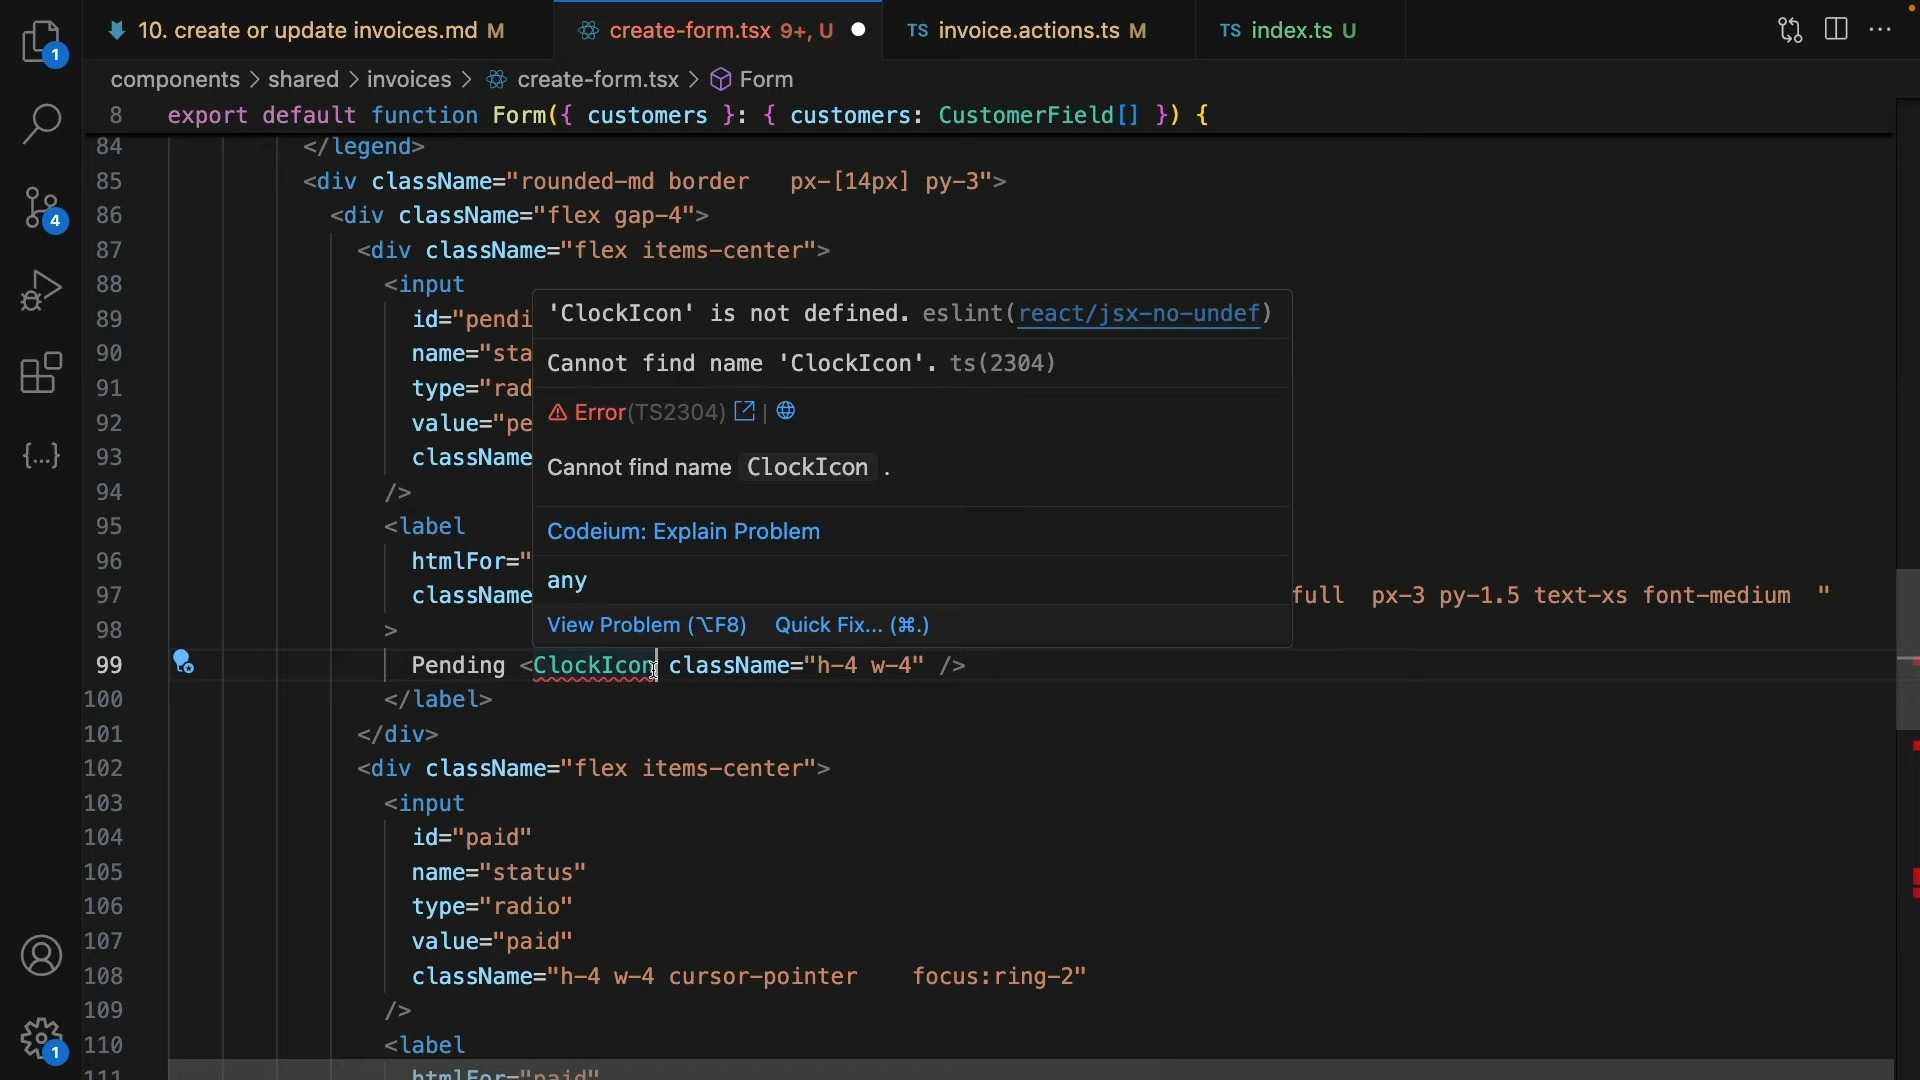 10. create or update invoices.md M
create-form.tsx 9+, U
TS invoice.actions.ts M
TS index.ts U
components > shared > invoices > create-form.tsx > Form
8 export default function Form({ customers }: { customers: CustomerField[] }) {
84 </legend>
85 <div className="rounded-md border   px-[14px] py-3">
86 <div className="flex gap-4">
87 <div className="flex items-center">
88 <input
89 id="pendi
90 name="sta
91 type="rad
92 value="pe
93 className
94 />
95 <label
96 htmlFor="
97 className full  px-3 py-1.5 text-xs font-medium  "
98 >
'ClockIcon' is not defined. eslint(react/jsx-no-undef)
Cannot find name 'ClockIcon'. ts(2304)
Error(TS2304) |
Cannot find name ClockIcon .
Codeium: Explain Problem
any
View Problem (⌥F8) Quick Fix... (⌘.)
99 Pending <ClockIcon className="h-4 w-4" />
100 </label>
101 </div>
102 <div className="flex items-center">
103 <input
104 id="paid"
105 name="status"
106 type="radio"
107 value="paid"
108 className="h-4 w-4 cursor-pointer    focus:ring-2"
109 />
110 <label
111 htmlFor="paid"
1
4
1